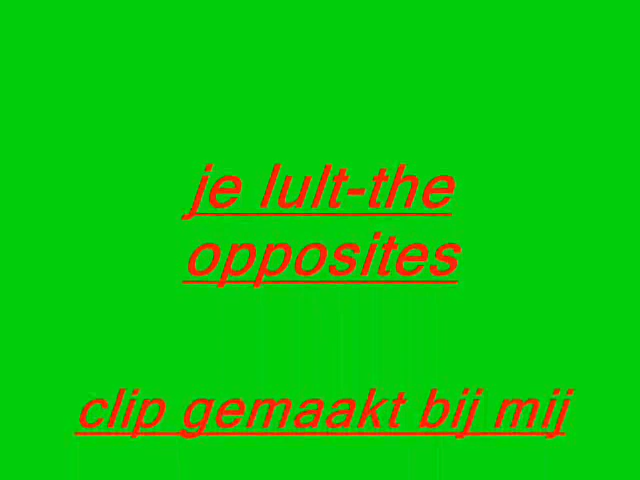 je lult-the
opposites
clip gemaakt bij mij